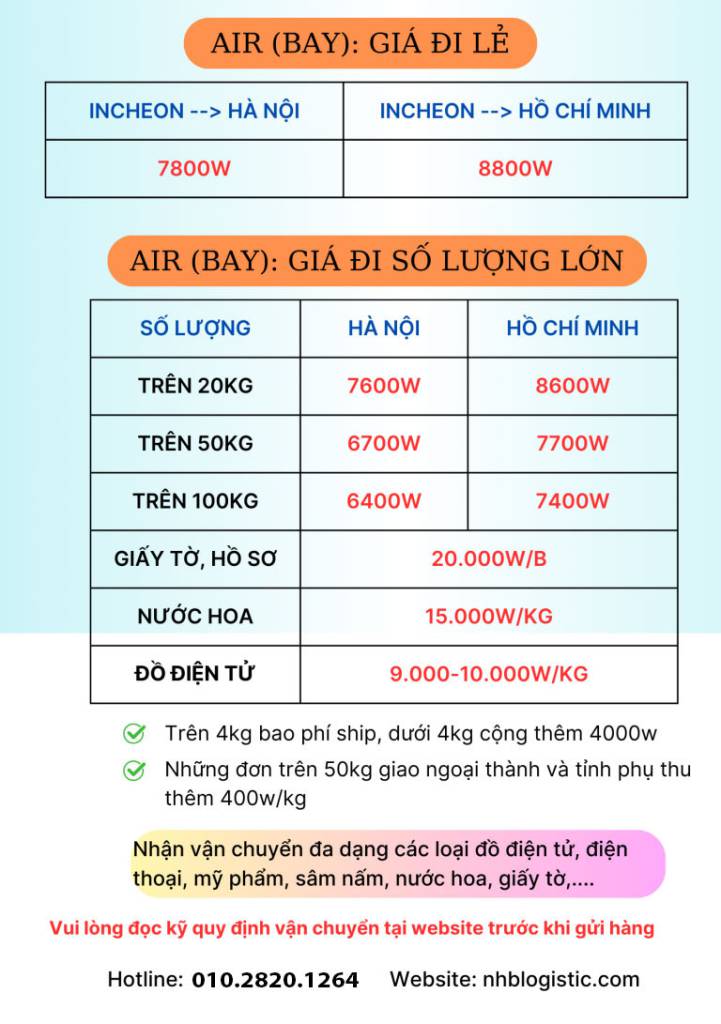 AIR (BAY): GIÁ ĐI LẺ
INCHEON --> HÀ NỘI
INCHEON --> HỒ CHÍ MINH
7800W
8800W
AIR (BAY): GIÁ ĐI SỐ LƯỢNG LỚN
SỐ LƯỢNG
HÀ NỘI
HỒ CHÍ MINH
TRÊN 20KG
7600W
8600W
TRÊN 50KG
6700W
7700W
TRÊN 100KG
6400W
7400W
GIẤY TỜ, HỒ SƠ
20.000W/B
NƯỚC HOA
15.000W/KG
ĐỒ ĐIỆN TỬ
9.000-10.000W/KG
Trên 4kg bao phí ship, dưới 4kg cộng thêm 4000w
Những đơn trên 50kg giao ngoại thành và tỉnh phụ thu
thêm 400w/kg
Nhận vận chuyển đa dạng các loại đồ điện tử, điện
thoại, mỹ phẩm, sâm nấm, nước hoa, giấy tờ,....
Vui lòng đọc kỹ quy định vận chuyển tại website trước khi gửi hàng
Hotline: 010.2820.1264
Website: nhblogistic.com